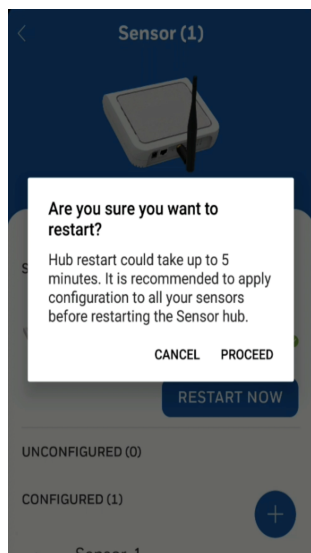 Sensor (1)
Are you sure you want to
restart?
Hub restart could take up to 5
minutes. It is recommended to apply
configuration to all your sensors
before restarting the Sensor hub.
CANCEL PROCEED
RESTART NOW
UNCONFIGURED (0)
CONFIGURED (1)